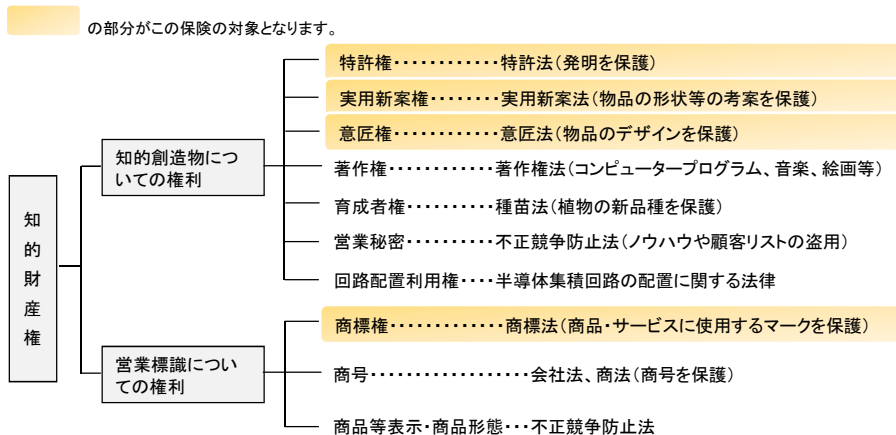 の部分がこの保険の対象となります。
特許権・・・・・・・・・・・・特許法(発明を保護)
実用新案権・・・・・・・・実用新案法(物品の形状等の考案を保護)
意匠権・・・・・・・・・・・・意匠法(物品のデザインを保護)
知的創造物につ
いての権利
著作権・・・・・・・・・・・・著作権法(コンピュータープログラム、音楽、絵画等)
育成者権・・・・・・・・・・種苗法(植物の新品種を保護)
営業秘密・・・・・・・・・・不正競争防止法(ノウハウや顧客リストの盗用)
回路配置利用権・・・・半導体集積回路の配置に関する法律
知的財産権
商標権・・・・・・・・・・・・・商標法(商品・サービスに使用するマークを保護)
営業標識につい
ての権利
商号・・・・・・・・・・・・・・・・・会社法、商法(商号を保護)
商品等表示・商品形態・・・不正競争防止法